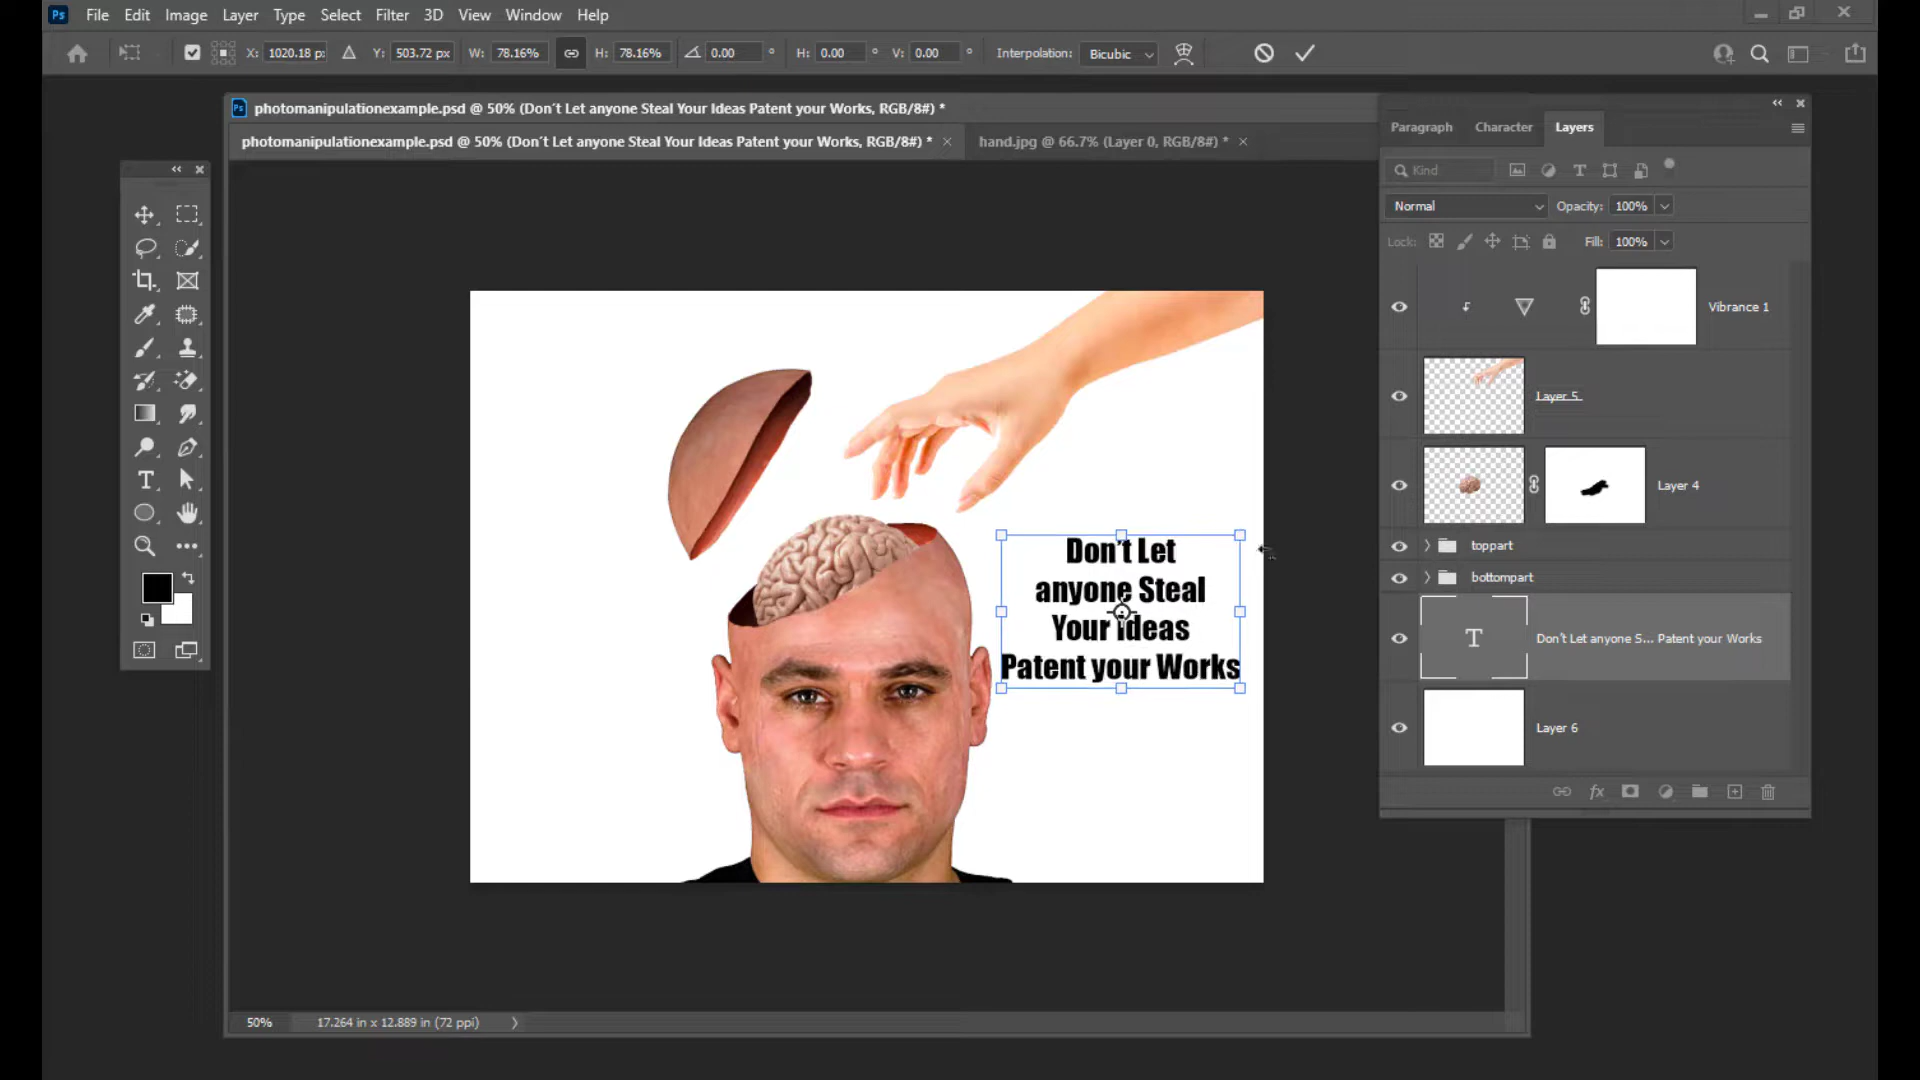 Ps File Edit Image Layer Type Select Filter 3D View Window Help
X: 1020.18 p Y: 503.72 px W: 78.16% H: 78.16% 0.00 ° H: 0.00 ° V: 0.00 ° Interpolation: Bicubic
Ps photomanipulationexample.psd @ 50% (Don't Let anyone Steal Your Ideas Patent your Works, RGB/8#) *
photomanipulationexample.psd @ 50% (Don't Let anyone Steal Your Ideas Patent your Works, RGB/8#) * × hand.jpg @ 66.7% (Layer 0, RGB/8#) * ×
Paragraph Character Layers
Kind
Normal Opacity: 100%
Lock: Fill: 100%
Vibrance 1
Layer 5
Layer 4
toppart
bottompart
Don't Let anyone S... Patent your Works
Layer 6
fx
Don't Let
anyone Steal
Your Ideas
Patent your Works
50% 17.264 in x 12.889 in (72 ppi)